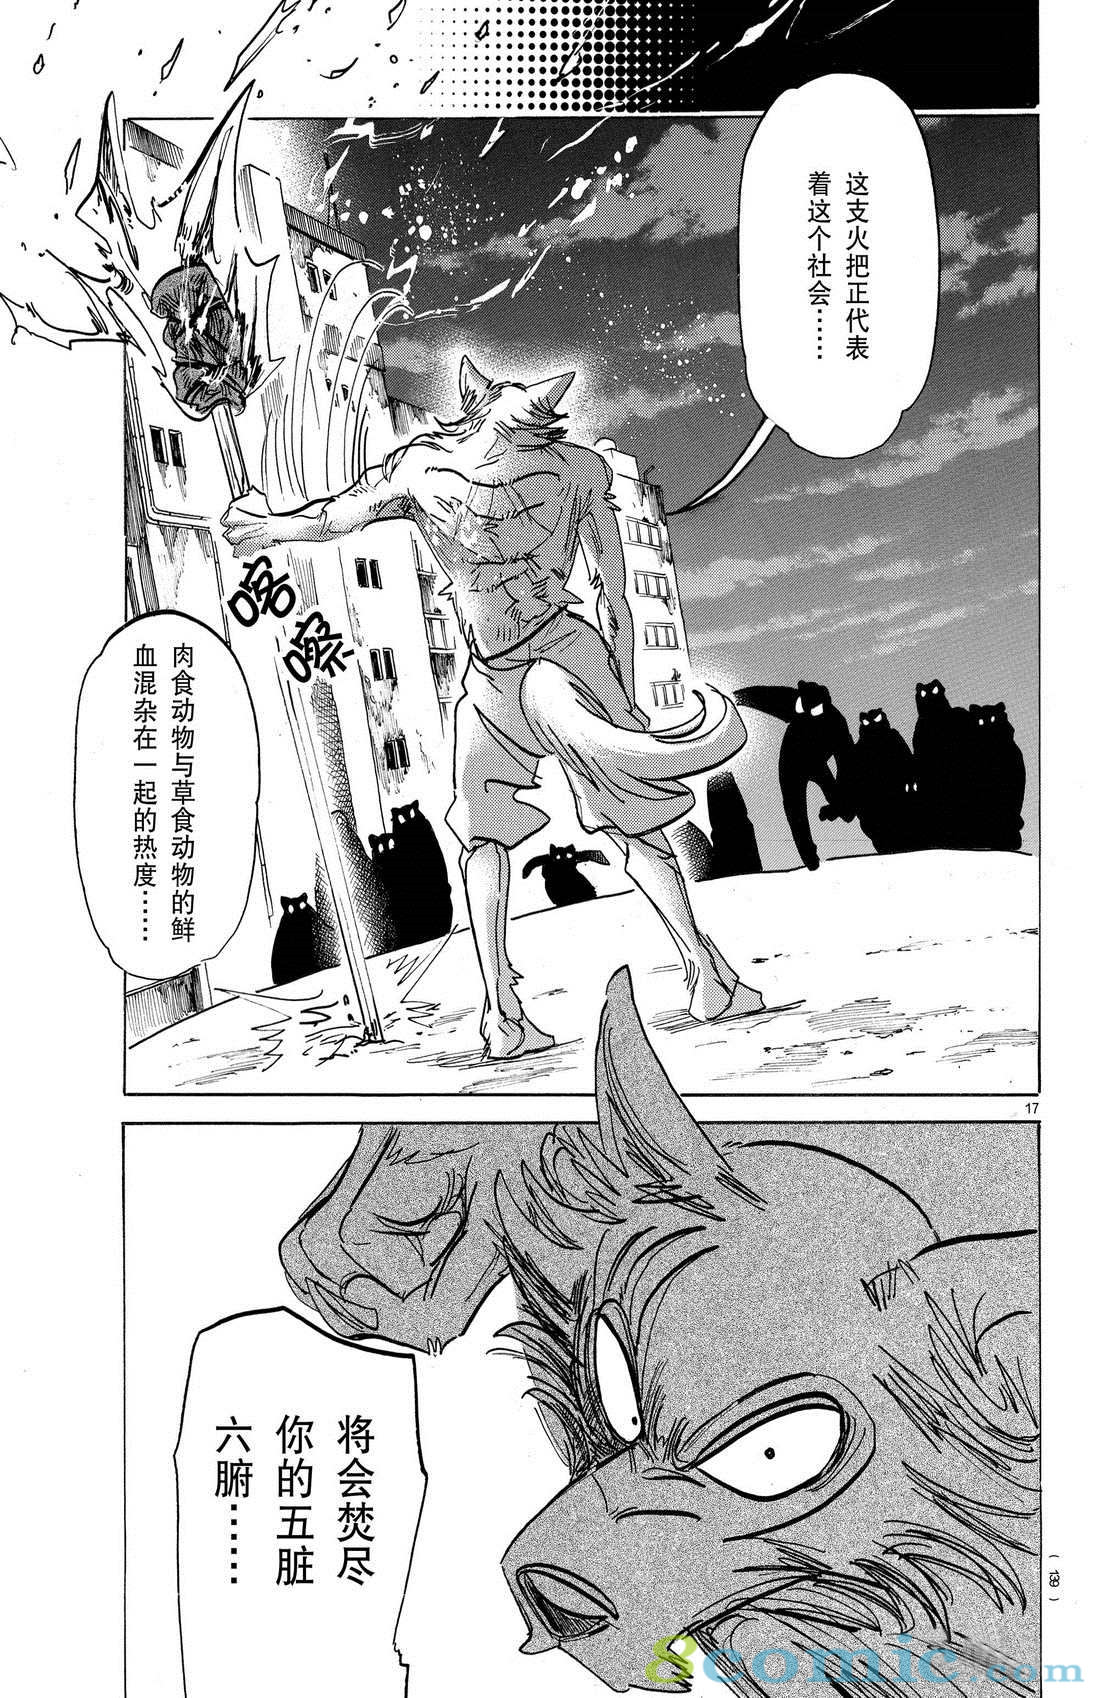 这支火把正代表
着这个社会……
喀嚓
肉食动物与草食动物的鲜
血混杂在一起的热度……
17
将会焚尽
你的五脏
六腑……
(139)
8comic.com